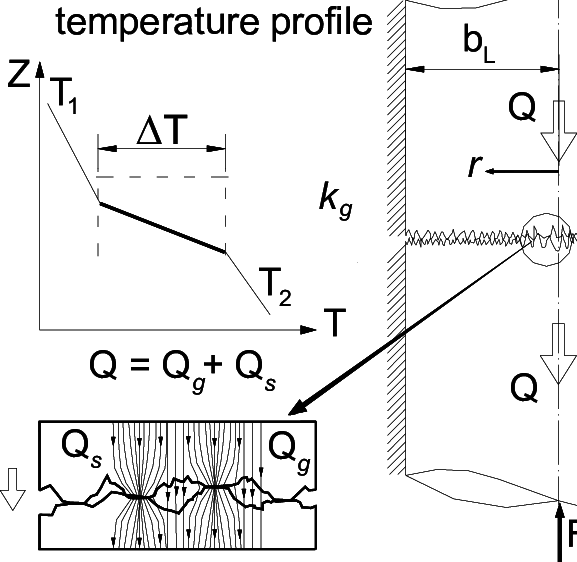 temperature profile
Z
T1
ΔT
T2
T
bL
Q
r
kg
Q
Q = Qg + Qs
Qs
Qg
F